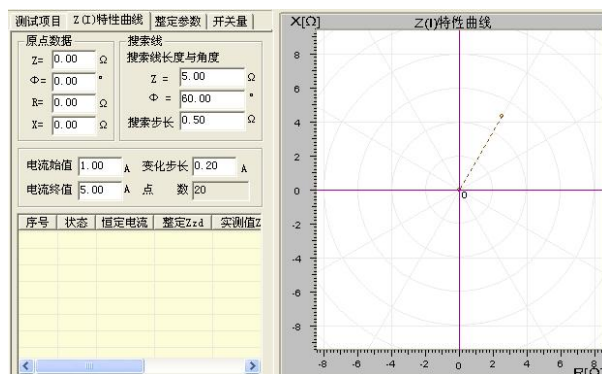 测试项目 Z(I)特性曲线 整定参数 开关量
原点数据
Z= 0.00 Ω
Φ= 0.00 °
R= 0.00 Ω
X= 0.00 Ω
搜索线
搜索线长度与角度
Z = 5.00 Ω
Φ = 60.00 °
搜索步长 0.50 Ω
电流始值 1.00 A 变化步长 0.20 A
电流终值 5.00 A 点 数 20
序号 状态 恒定电流 整定Zzd 实测值Z
X[Ω] Z(I)特性曲线
8
6
4
2
0
-2
-4
-6
-8
0
-8 -6 -4 -2 0 2 4 6 8
R[Ω]